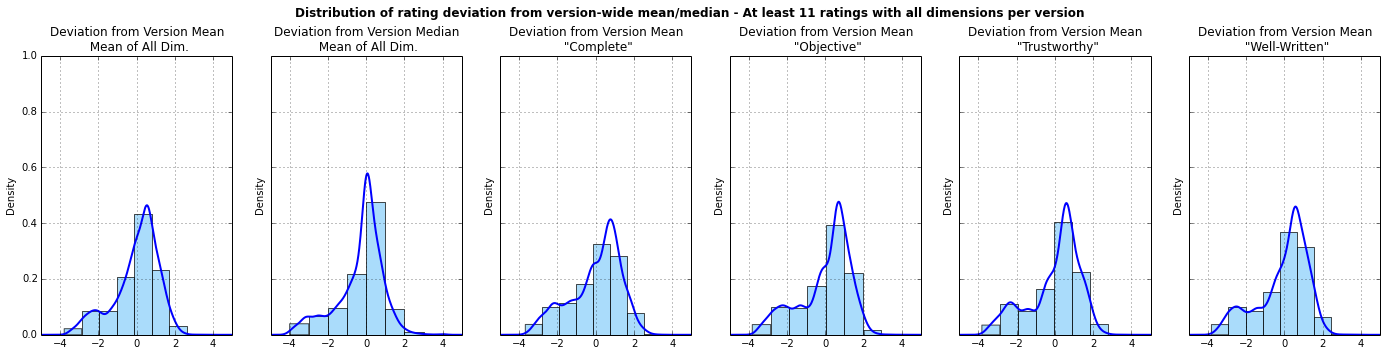 Distribution of rating deviation from version-wide mean/median - At least 11 ratings with all dimensions per version
Deviation from Version Mean
Mean of All Dim.
Deviation from Version Median
Mean of All Dim.
Deviation from Version Mean
"Complete"
Deviation from Version Mean
"Objective"
Deviation from Version Mean
"Trustworthy"
Deviation from Version Mean
"Well-Written"
1.0
0.8
0.6
0.4
0.2
0.0
Density
Density
Density
Density
Density
Density
−4 −2 0 2 4
−4 −2 0 2 4
−4 −2 0 2 4
−4 −2 0 2 4
−4 −2 0 2 4
−4 −2 0 2 4